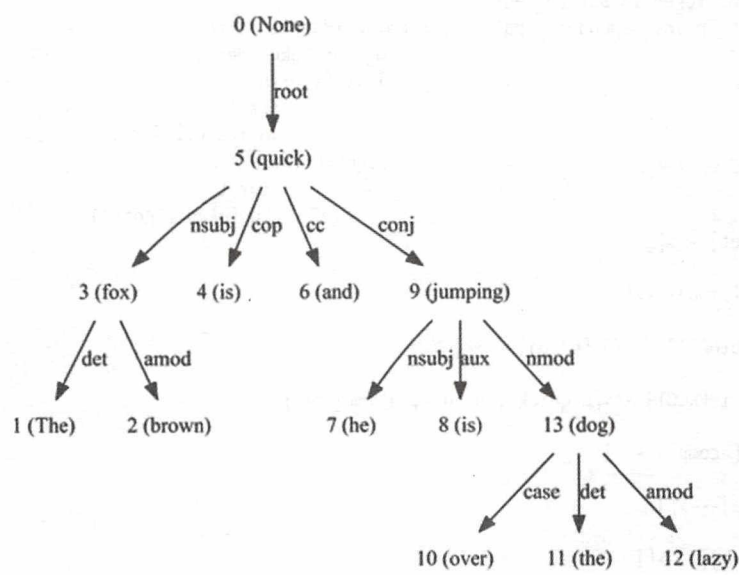 0 (None)
root
5 (quick)
nsubj cop cc conj
3 (fox) 4 (is) 6 (and) 9 (jumping)
det amod nsubj aux nmod
1 (The) 2 (brown) 7 (he) 8 (is) 13 (dog)
case det amod
10 (over) 11 (the) 12 (lazy)